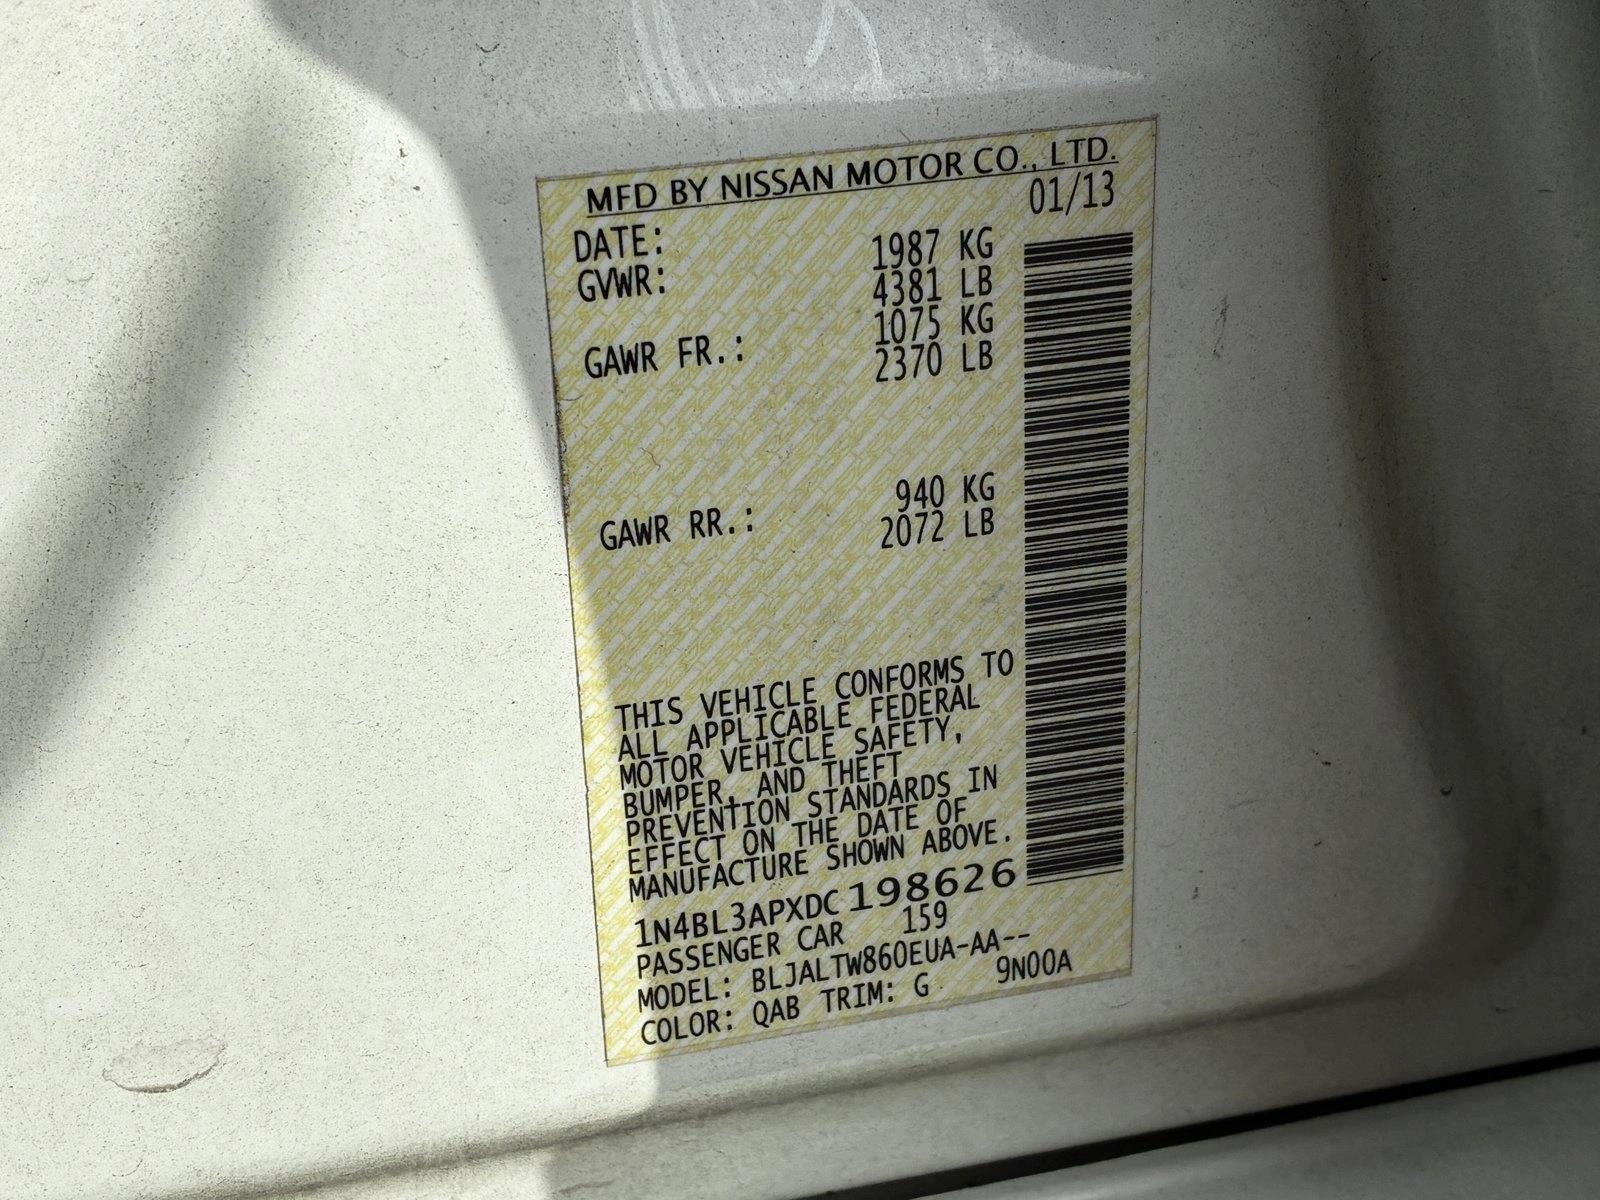 MFD BY NISSAN MOTOR CO., LTD.
DATE: 01/13
GVWR: 1987 KG
4381 LB
GAWR FR.: 1075 KG
2370 LB
GAWR RR.: 940 KG
2072 LB
THIS VEHICLE CONFORMS TO
ALL APPLICABLE FEDERAL
MOTOR VEHICLE SAFETY,
BUMPER, AND THEFT
PREVENTION STANDARDS IN
EFFECT ON THE DATE OF
MANUFACTURE SHOWN ABOVE.
1N4BL3APXDC198626
PASSENGER CAR 159
MODEL: BLJALTW860EUA-AA--
COLOR: QAB TRIM: G 9N00A